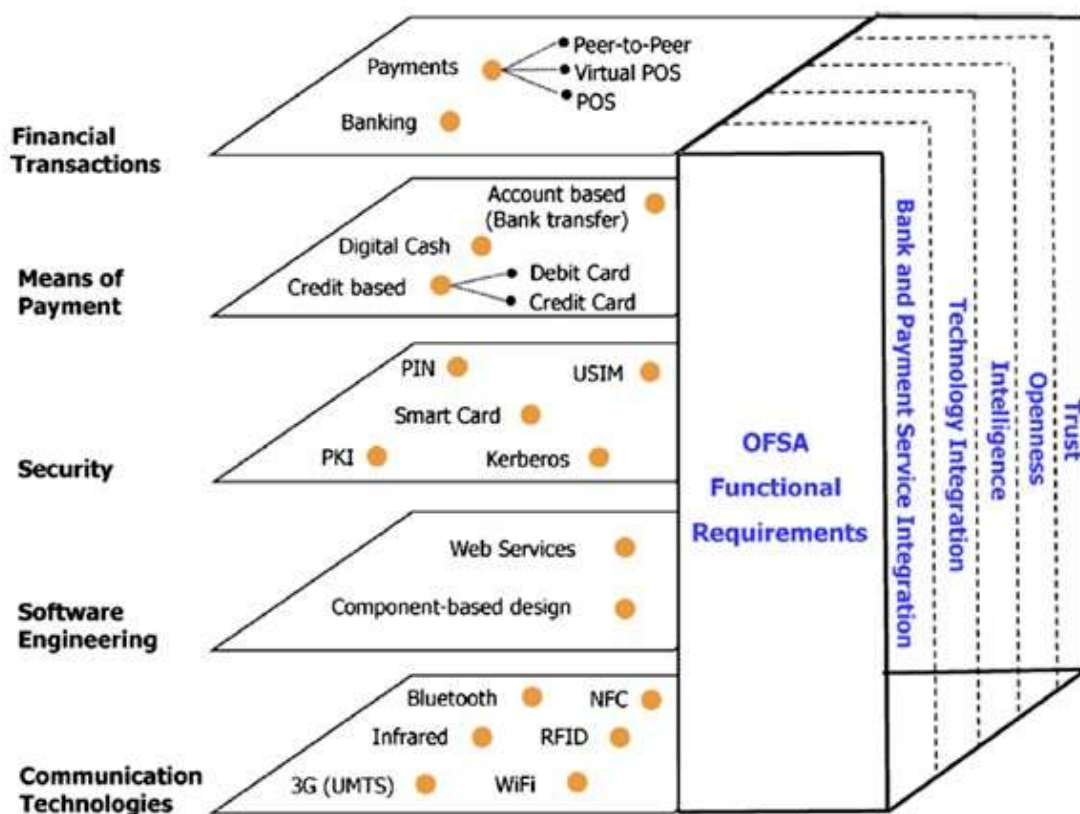 Financial
Transactions
Payments
Peer-to-Peer
Virtual POS
POS
Banking
Means of
Payment
Account based
(Bank transfer)
Digital Cash
Credit based
Debit Card
Credit Card
Security
PIN
USIM
Smart Card
PKI
Kerberos
Software
Engineering
Web Services
Component-based design
Communication
Technologies
Bluetooth
NFC
Infrared
RFID
3G (UMTS)
WiFi
OFSA
Functional
Requirements
Bank and Payment Service Integration
Technology Integration
Intelligence
Openness
Trust